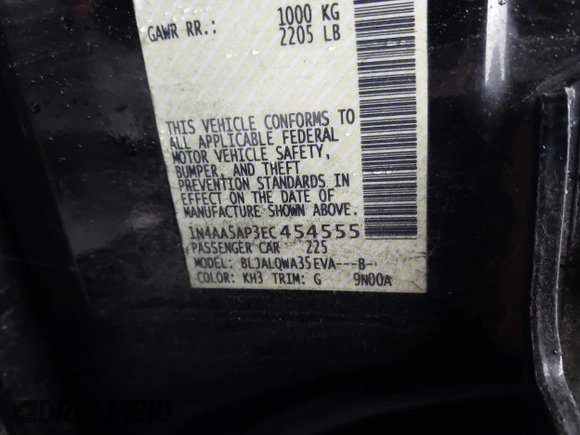 1000 KG
GAWR RR.:
2205 LB
THIS VEHICLE CONFORMS TO
ALL APPLICABLE FEDERAL
MOTOR VEHICLE SAFETY,
BUMPER, AND THEFT
PREVENTION STANDARDS IN
EFFECT ON THE DATE OF
MANUFACTURE SHOWN ABOVE.
1N4AA5AP3EC454555
PASSENGER CAR 225
MODEL: BLJALQWA35EVA---B-
COLOR: KH3 TRIM: G 9N00A
DREAMBID